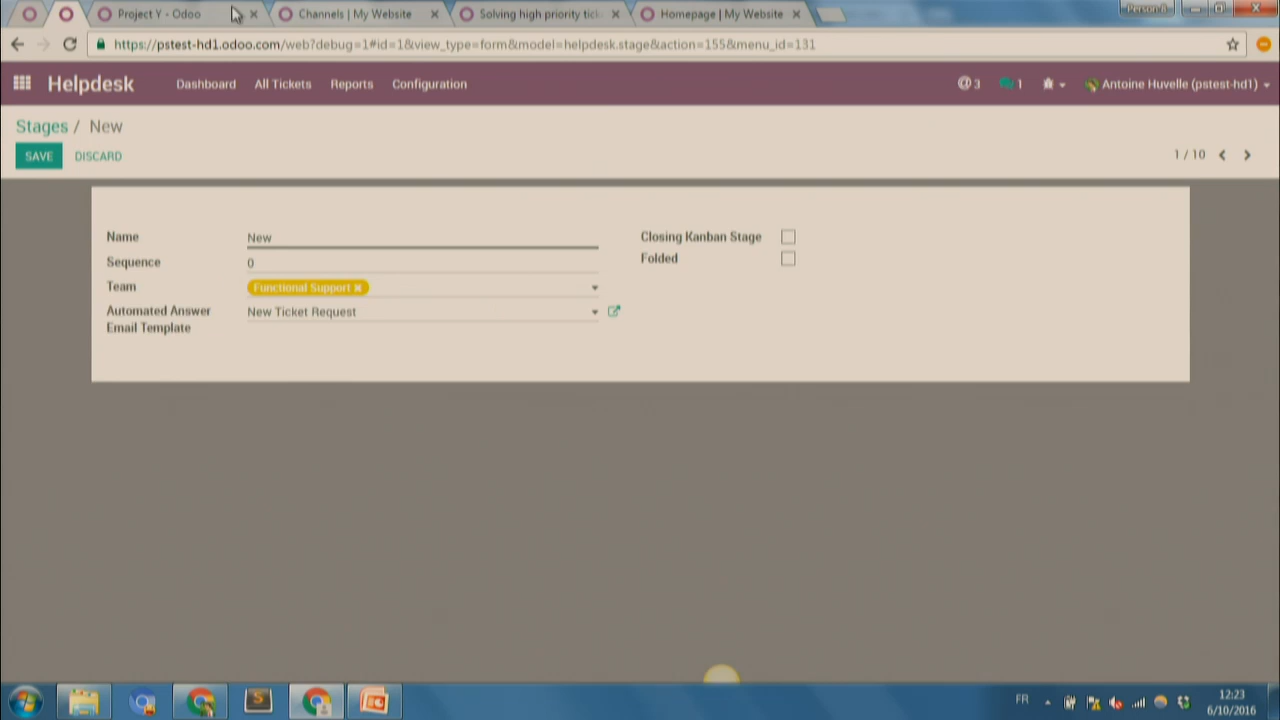 Project Y - Odoo
Channels | My Website
Solving high priority tick
Homepage | My Website
Person A
https://pstest-hd1.odoo.com/web?debug=1#id=1&view_type=form&model=helpdesk.stage&action=155&menu_id=131
Helpdesk
Dashboard
All Tickets
Reports
Configuration
@ 3
1
Antoine Huvelle (pstest-hd1)
Stages / New
SAVE
DISCARD
1 / 10
Name
New
Closing Kanban Stage
Sequence
0
Folded
Team
Functional Support
Automated Answer
Email Template
New Ticket Request
FR
12:23
6/10/2016